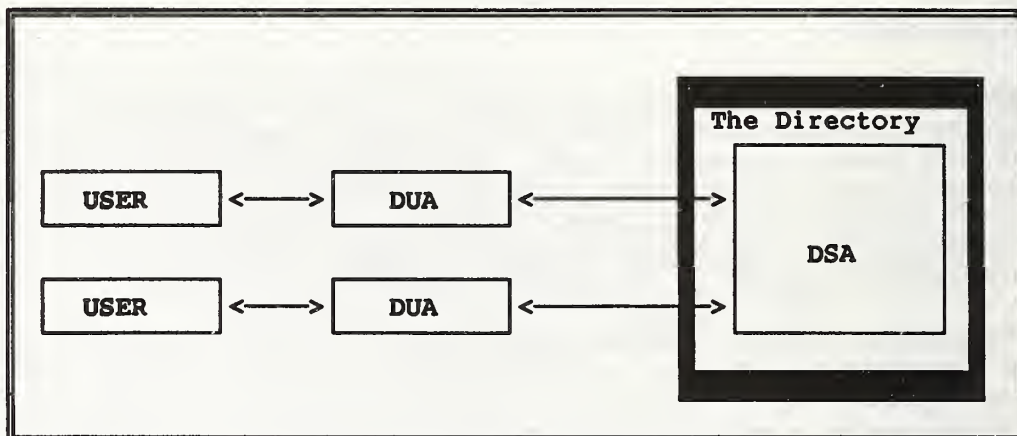 The Directory
USER
DUA
DSA
USER
DUA